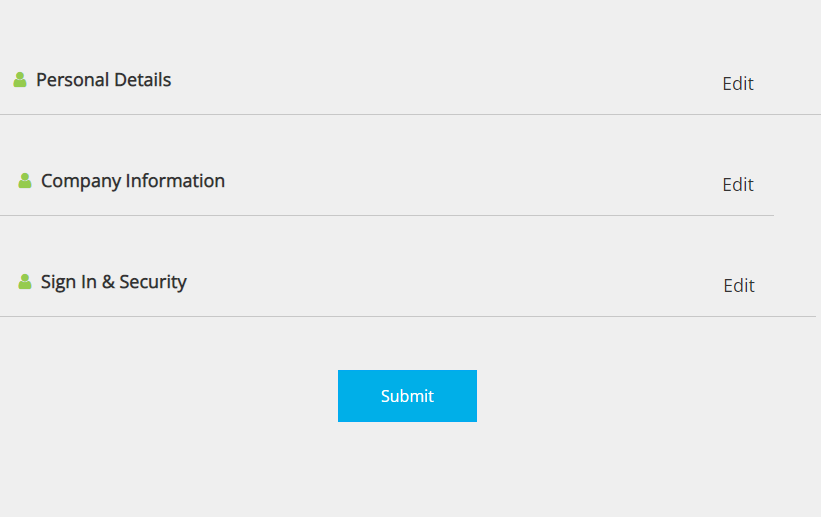 Personal Details Edit
Company Information Edit
Sign In & Security Edit
Submit